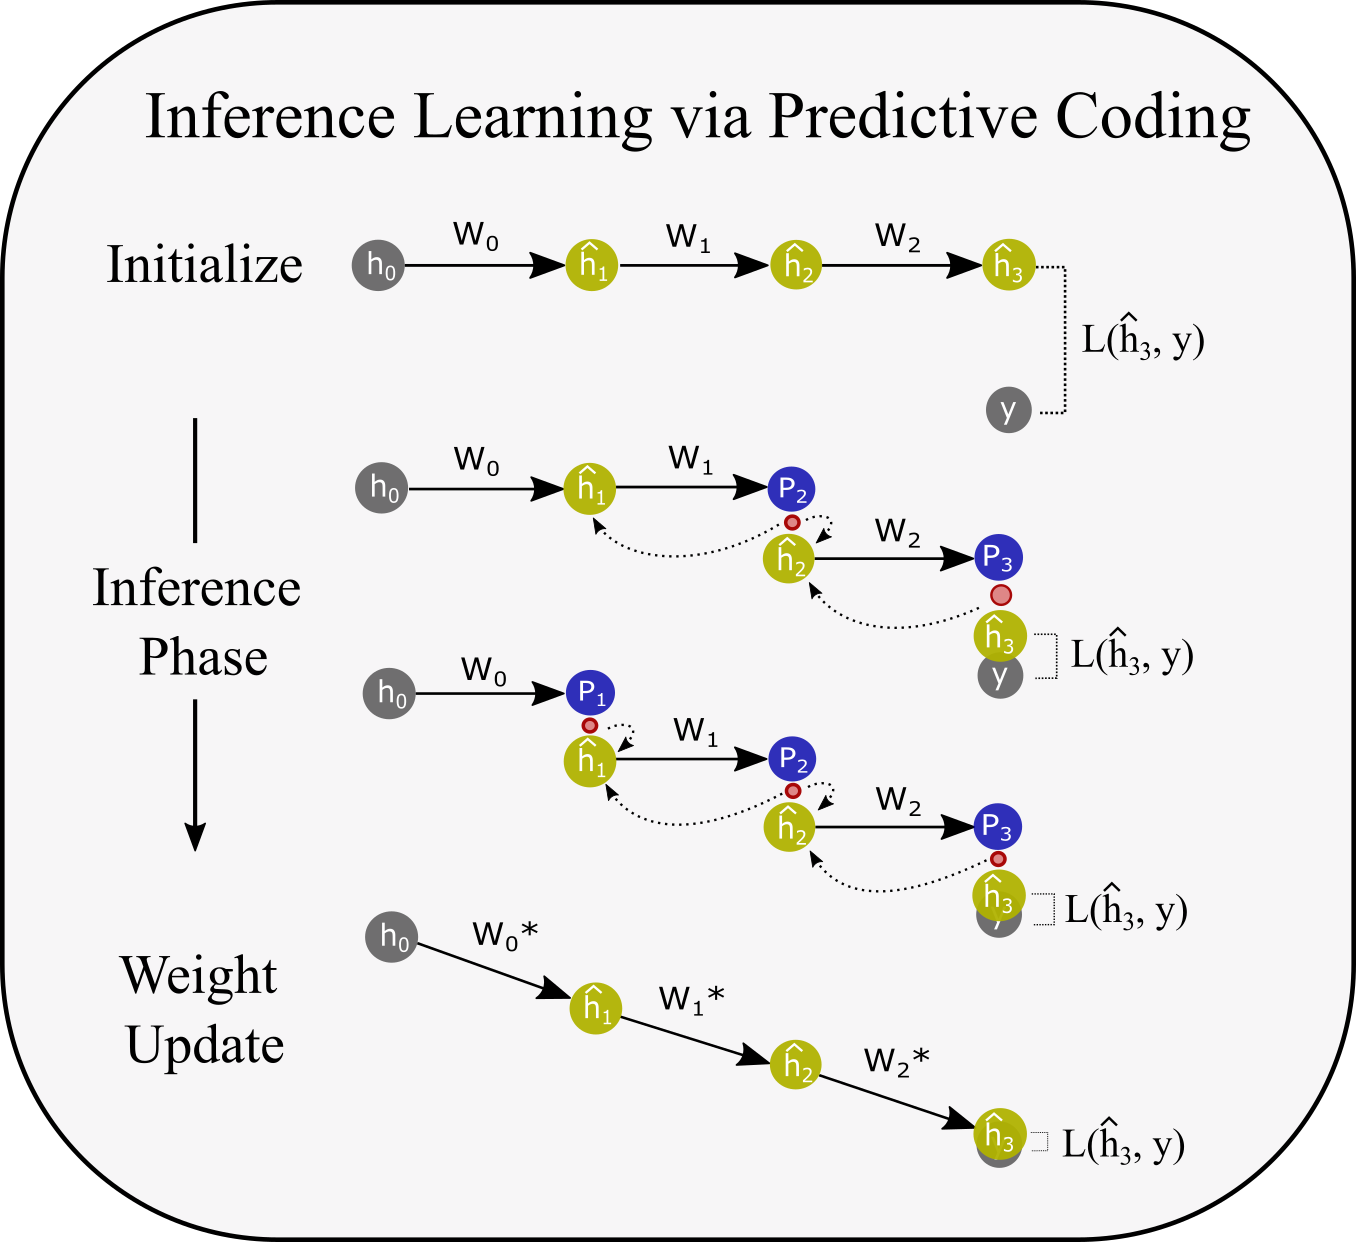 Inference Learning via Predictive Coding
Initialize
h₀ W₀ ĥ₁ W₁ ĥ₂ W₂ ĥ₃
L(ĥ₃, y)
y
Inference
Phase
h₀ W₀ ĥ₁ W₁ P₂
ĥ₂ W₂ P₃
ĥ₃ L(ĥ₃, y)
y
h₀ W₀ P₁
ĥ₁ W₁ P₂
ĥ₂ W₂ P₃
ĥ₃ L(ĥ₃, y)
y
Weight
Update
h₀ W₀*
ĥ₁ W₁*
ĥ₂ W₂*
ĥ₃ L(ĥ₃, y)